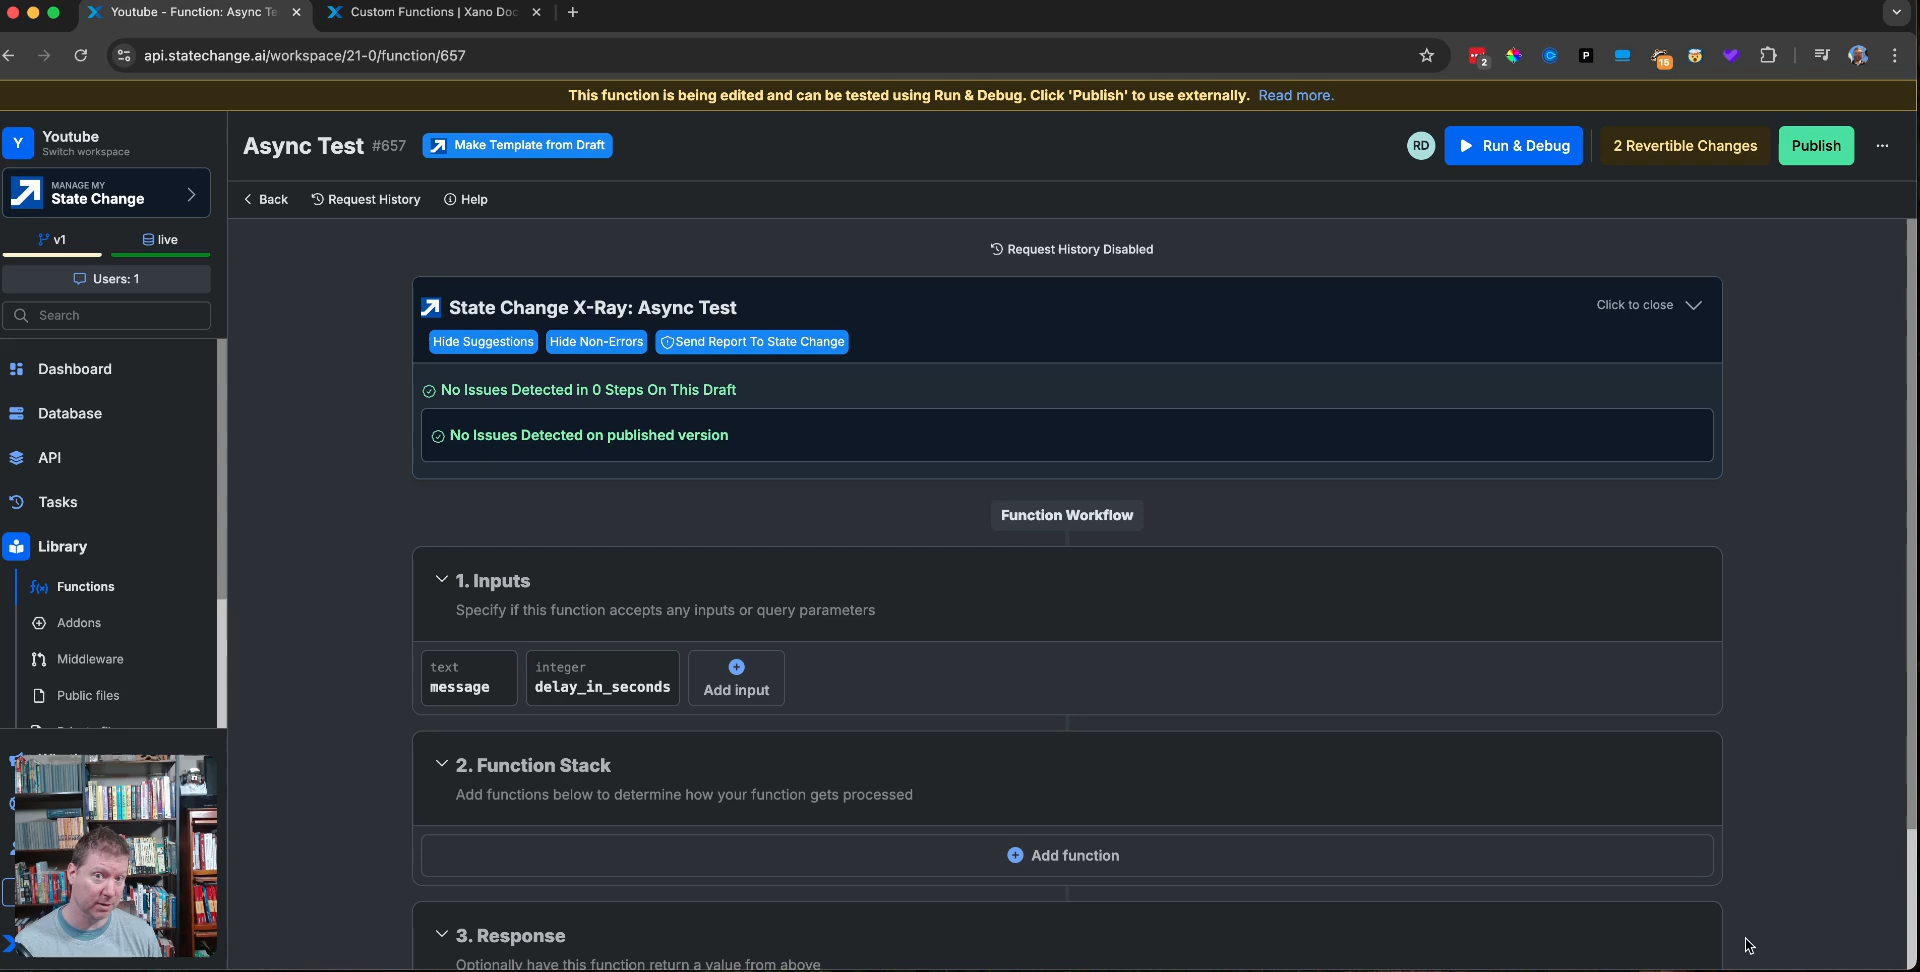 Youtube - Function: Async Te
Custom Functions | Xano Doc
api.statechange.ai/workspace/21-0/function/657
2
P
15
This function is being edited and can be tested using Run & Debug. Click 'Publish' to use externally. Read more.
Y
Youtube
Switch workspace
MANAGE MY
State Change
v1
live
Users: 1
Search
Dashboard
Database
API
Tasks
Library
Functions
Addons
Middleware
Public files
Async Test #657
Make Template from Draft
RD
Run & Debug
2 Revertible Changes
Publish
Back
Request History
Help
Request History Disabled
State Change X-Ray: Async Test
Click to close
Hide Suggestions
Hide Non-Errors
Send Report To State Change
No Issues Detected in 0 Steps On This Draft
No Issues Detected on published version
Function Workflow
1. Inputs
Specify if this function accepts any inputs or query parameters
text
message
integer
delay_in_seconds
Add input
2. Function Stack
Add functions below to determine how your function gets processed
Add function
3. Response
Optionally have this function return a value from above